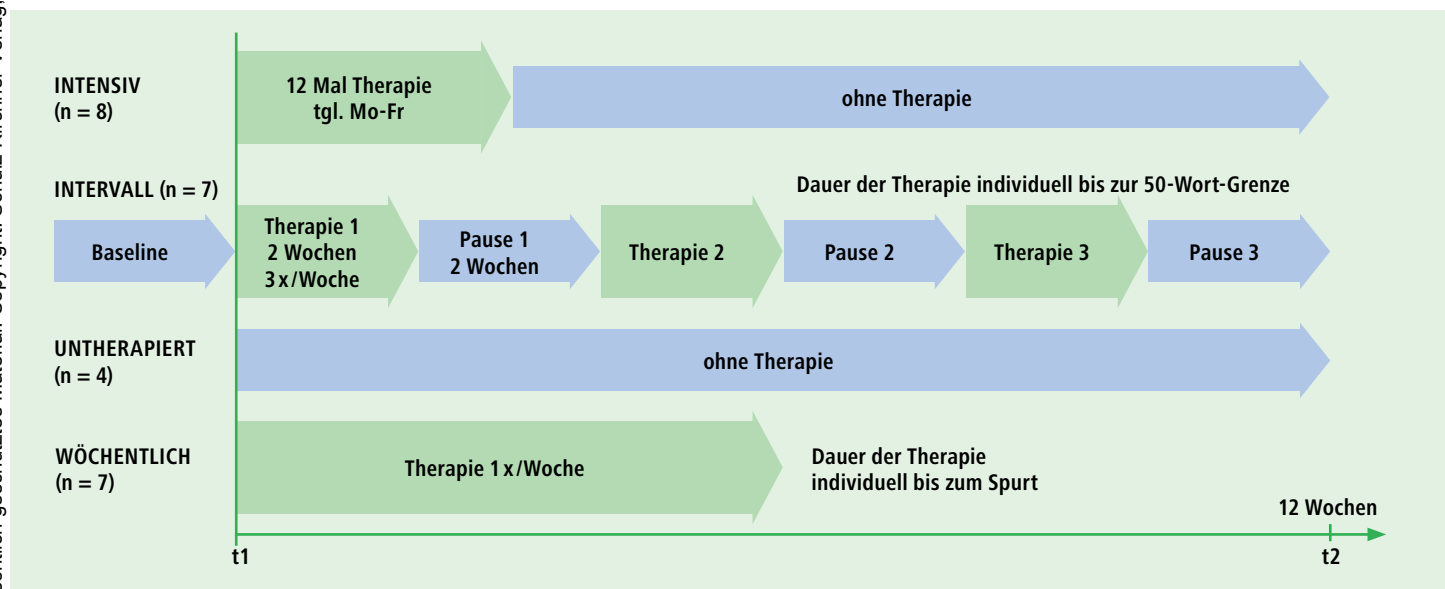 INTENSIV
(n = 8)
12 Mal Therapie
tgl. Mo-Fr
ohne Therapie
INTERVALL (n = 7)
Dauer der Therapie individuell bis zur 50-Wort-Grenze
Baseline
Therapie 1
2 Wochen
3 x/Woche
Pause 1
2 Wochen
Therapie 2
Pause 2
Therapie 3
Pause 3
UNTHERAPIERT
(n = 4)
ohne Therapie
WÖCHENTLICH
(n = 7)
Therapie 1 x/Woche
Dauer der Therapie
individuell bis zum Spurt
12 Wochen
t1
t2